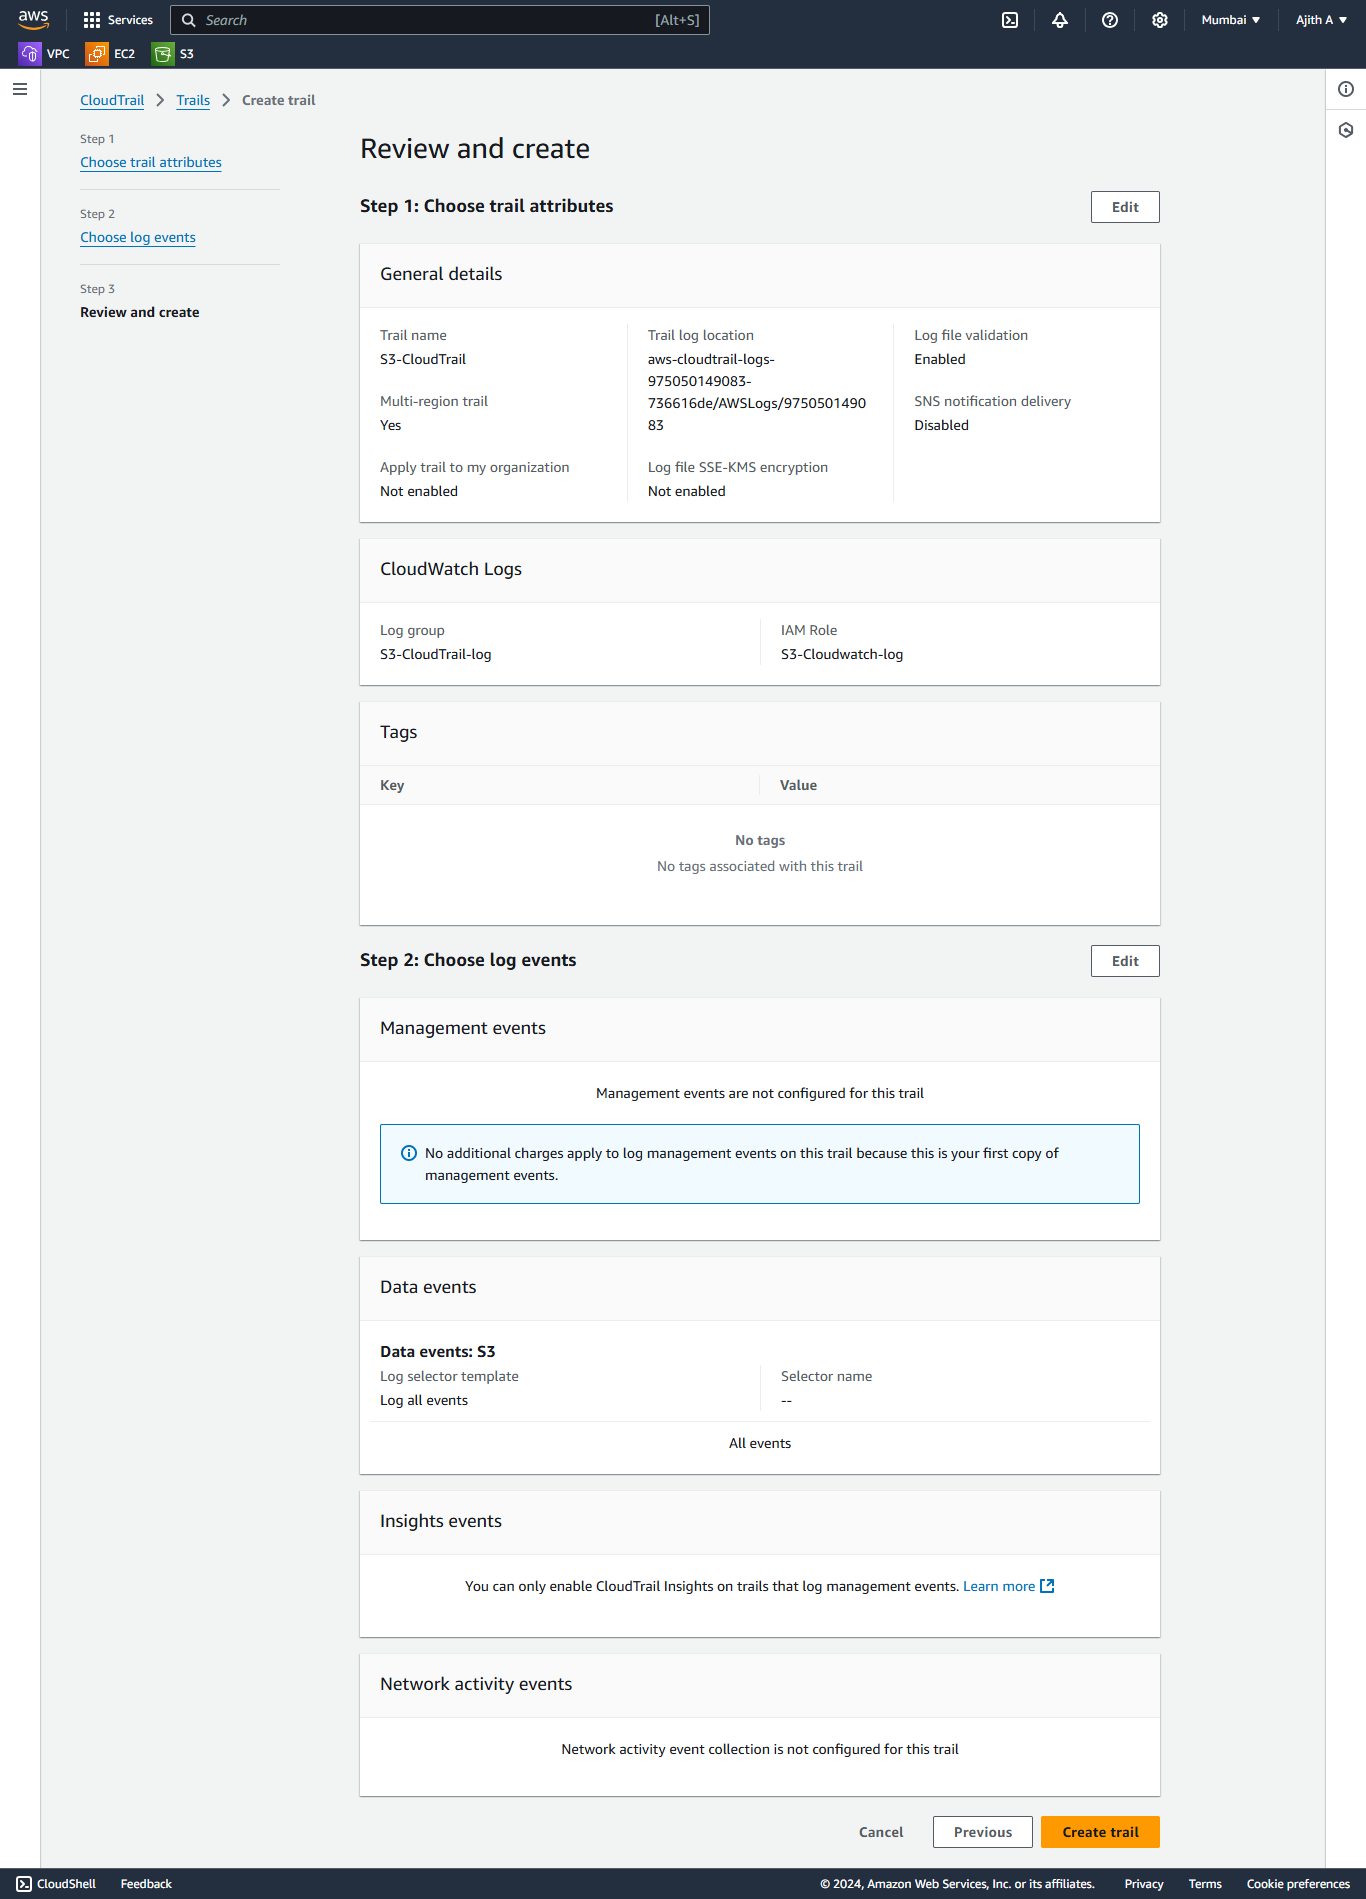 aws
Services
Search
[Alt+S]
Mumbai
Ajith A
VPC
EC2
S3
CloudTrail
Trails
Create trail
Step 1
Choose trail attributes
Step 2
Choose log events
Step 3
Review and create
Review and create
Step 1: Choose trail attributes
Edit
General details
Trail name
S3-CloudTrail
Multi-region trail
Yes
Apply trail to my organization
Not enabled
Trail log location
aws-cloudtrail-logs-
975050149083-
736616de/AWSLogs/9750501490
83
Log file SSE-KMS encryption
Not enabled
Log file validation
Enabled
SNS notification delivery
Disabled
CloudWatch Logs
Log group
S3-CloudTrail-log
IAM Role
S3-Cloudwatch-log
Tags
Key
Value
No tags
No tags associated with this trail
Step 2: Choose log events
Edit
Management events
Management events are not configured for this trail
No additional charges apply to log management events on this trail because this is your first copy of
management events.
Data events
Data events: S3
Log selector template
Log all events
Selector name
--
All events
Insights events
You can only enable CloudTrail Insights on trails that log management events. Learn more
Network activity events
Network activity event collection is not configured for this trail
Cancel
Previous
Create trail
CloudShell
Feedback
© 2024, Amazon Web Services, Inc. or its affiliates.
Privacy
Terms
Cookie preferences